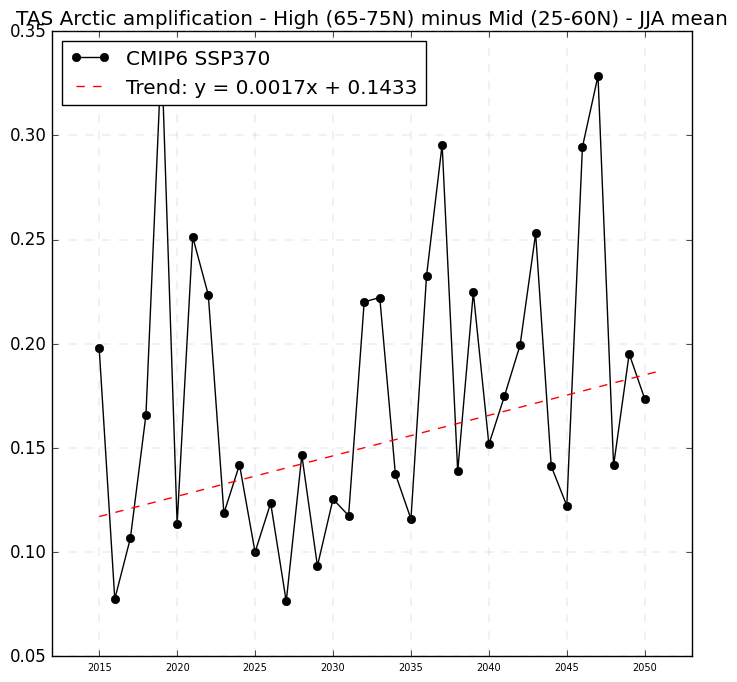 TAS Arctic amplification - High (65-75N) minus Mid (25-60N) - JJA mean
CMIP6 SSP370
Trend: y = 0.0017x + 0.1433
0.35
0.30
0.25
0.20
0.15
0.10
0.05
2015 2020 2025 2030 2035 2040 2045 2050